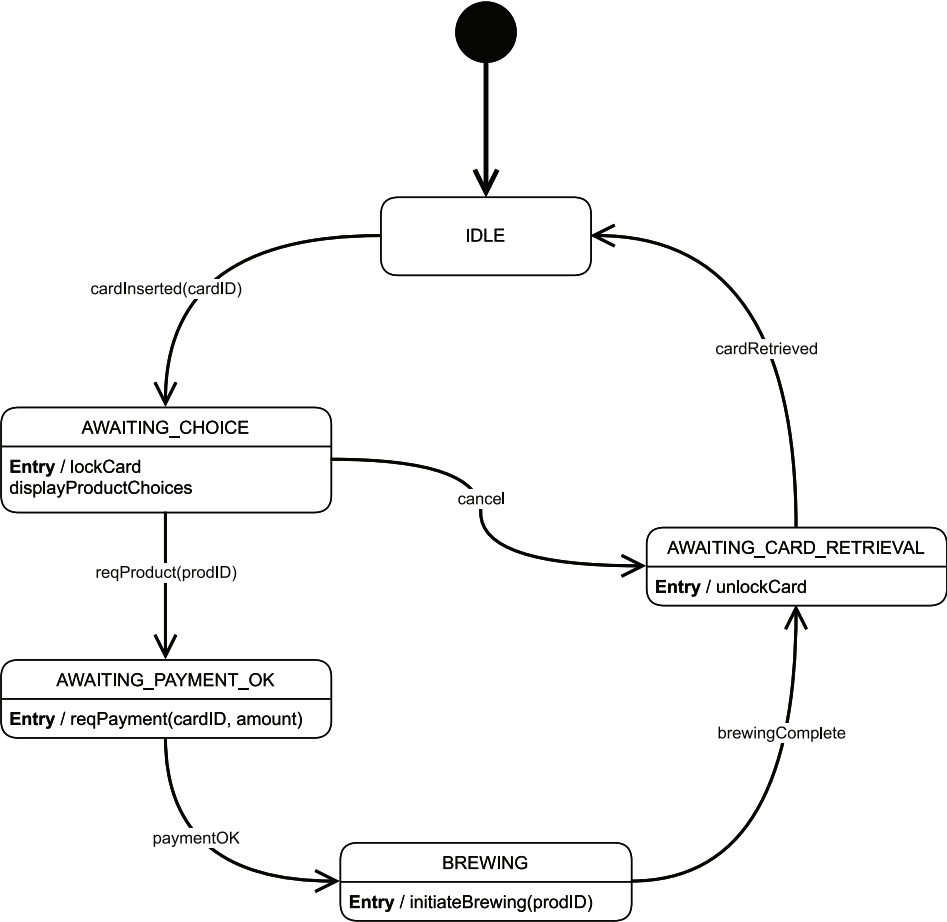 IDLE
cardInserted(cardID)
cardRetrieved
AWAITING_CHOICE
Entry / lockCard
displayProductChoices
cancel
AWAITING_CARD_RETRIEVAL
Entry / unlockCard
reqProduct(prodID)
AWAITING_PAYMENT_OK
Entry / reqPayment(cardID, amount)
brewingComplete
paymentOK
BREWING
Entry / initiateBrewing(prodID)